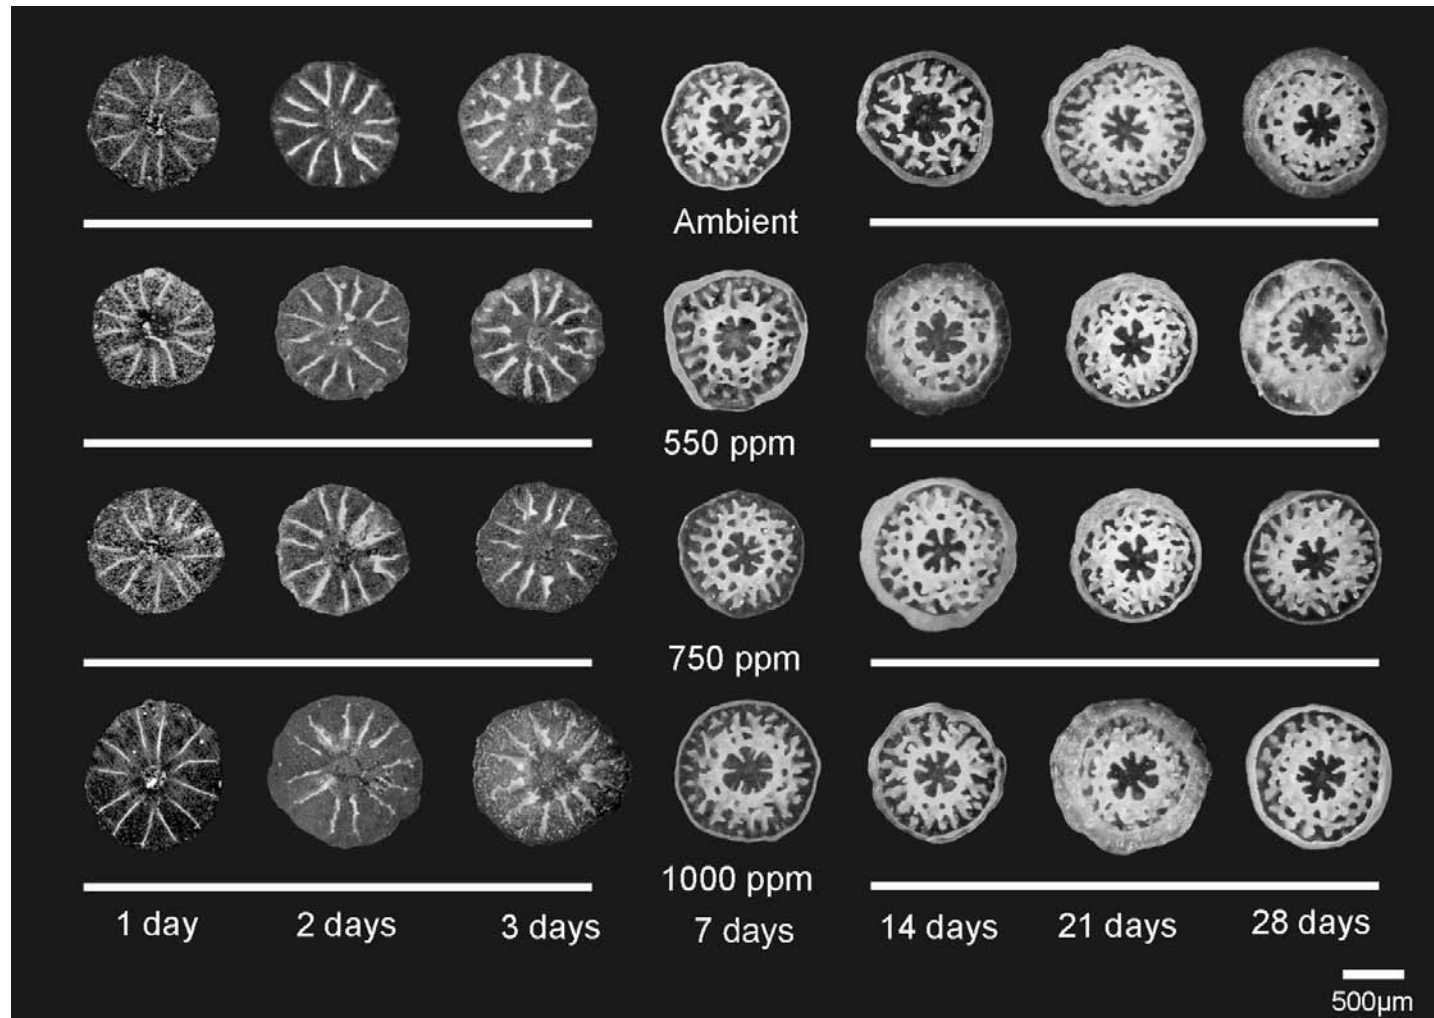 Ambient
550 ppm
750 ppm
1000 ppm
1 day 2 days 3 days 7 days 14 days 21 days 28 days
500µm